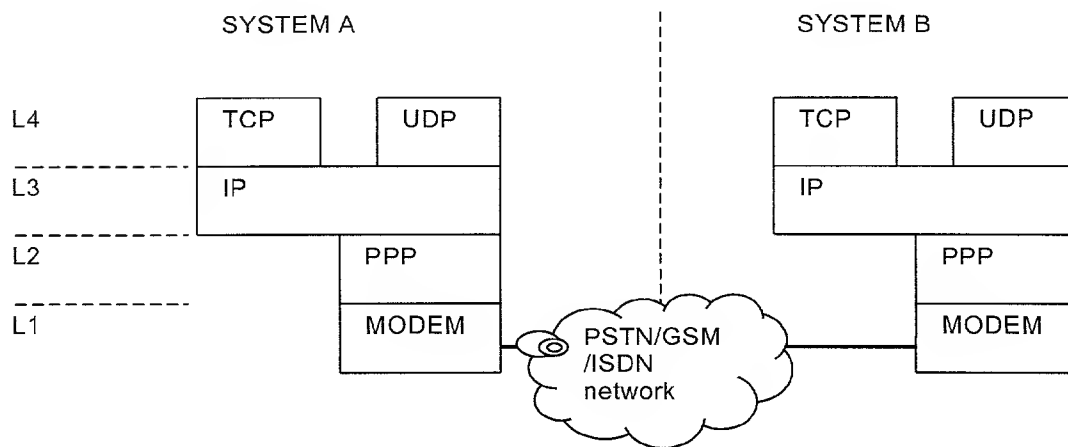 SYSTEM A
SYSTEM B
L4
TCP
UDP
TCP
UDP
L3
IP
IP
L2
PPP
PPP
L1
MODEM
PSTN/GSM
/ISDN
network
MODEM